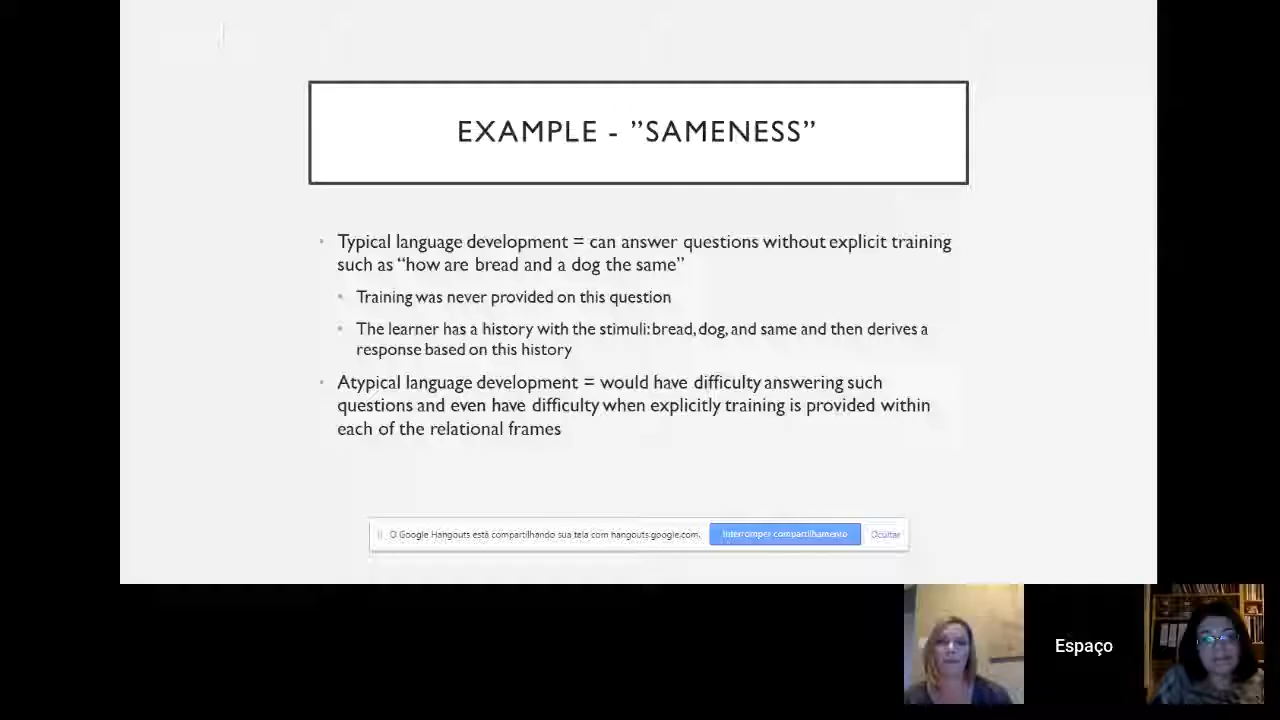 EXAMPLE - ”SAMENESS”
• Typical language development = can answer questions without explicit training
such as “how are bread and a dog the same”
• Training was never provided on this question
• The learner has a history with the stimuli: bread, dog, and same and then derives a
response based on this history
• Atypical language development = would have difficulty answering such
questions and even have difficulty when explicitly training is provided within
each of the relational frames
O Google Hangouts está compartilhando sua tela com hangouts.google.com. Interromper compartilhamento Ocultar
Espaço